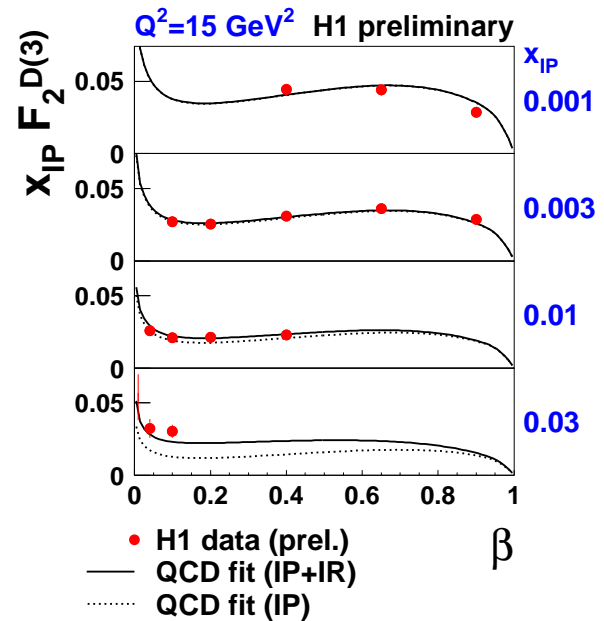 Q²=15 GeV² H1 preliminary
x_IP F₂^D(3)
x_IP
0.05
0.001
0
0.05
0.003
0
0.05
0.01
0
0.05
0.03
0
0 0.2 0.4 0.6 0.8 1
β
H1 data (prel.)
QCD fit (IP+IR)
QCD fit (IP)